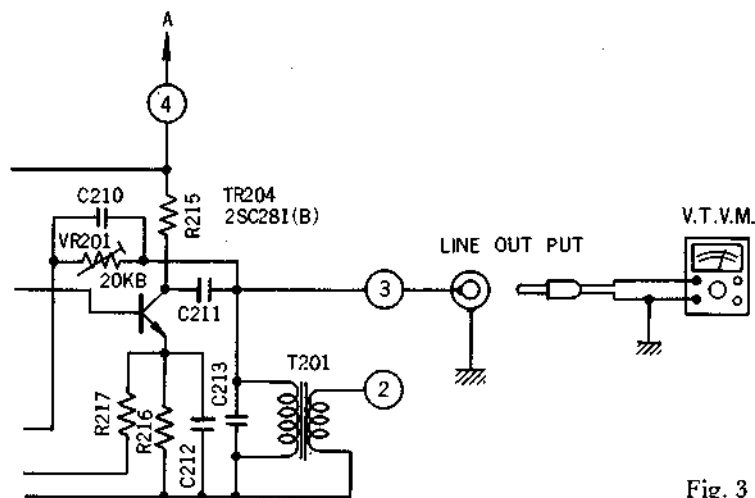 A
4
C210
R215
TR204
2SC281(B)
VR201
20KB
C211
LINE OUT PUT
V.T.V.M.
3
T201
2
C213
R217
R216
C212
Fig. 3